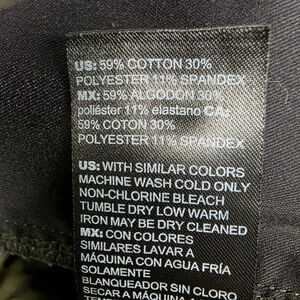 US: 59% COTTON 30%
POLYESTER 11% SPANDEX
MX: 59% ALGODÓN 30%
poliéster 11% elastano CA:
59% COTON 30%
POLYESTER 11% SPANDEX
US: WITH SIMILAR COLORS
MACHINE WASH COLD ONLY
NON-CHLORINE BLEACH
TUMBLE DRY LOW WARM
IRON MAY BE DRY CLEANED
MX: CON COLORES
SIMILARES LAVAR A
MÁQUINA CON AGUA FRÍA
SOLAMENTE
BLANQUEADOR SIN CLORO
SECAR A MÁQUINA A